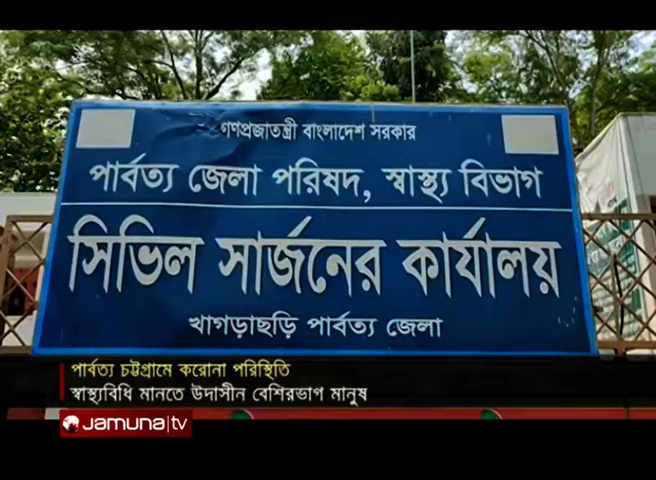 গণপ্রজাতন্ত্রী বাংলাদেশ সরকার
পার্বত্য জেলা পরিষদ, স্বাস্থ্য বিভাগ
সিভিল সার্জনের কার্যালয়
খাগড়াছড়ি পার্বত্য জেলা
পার্বত্য চট্টগ্রামে করোনা পরিস্থিতি
স্বাস্থ্যবিধি মানতে উদাসীন বেশিরভাগ মানুষ
Jamuna|tv